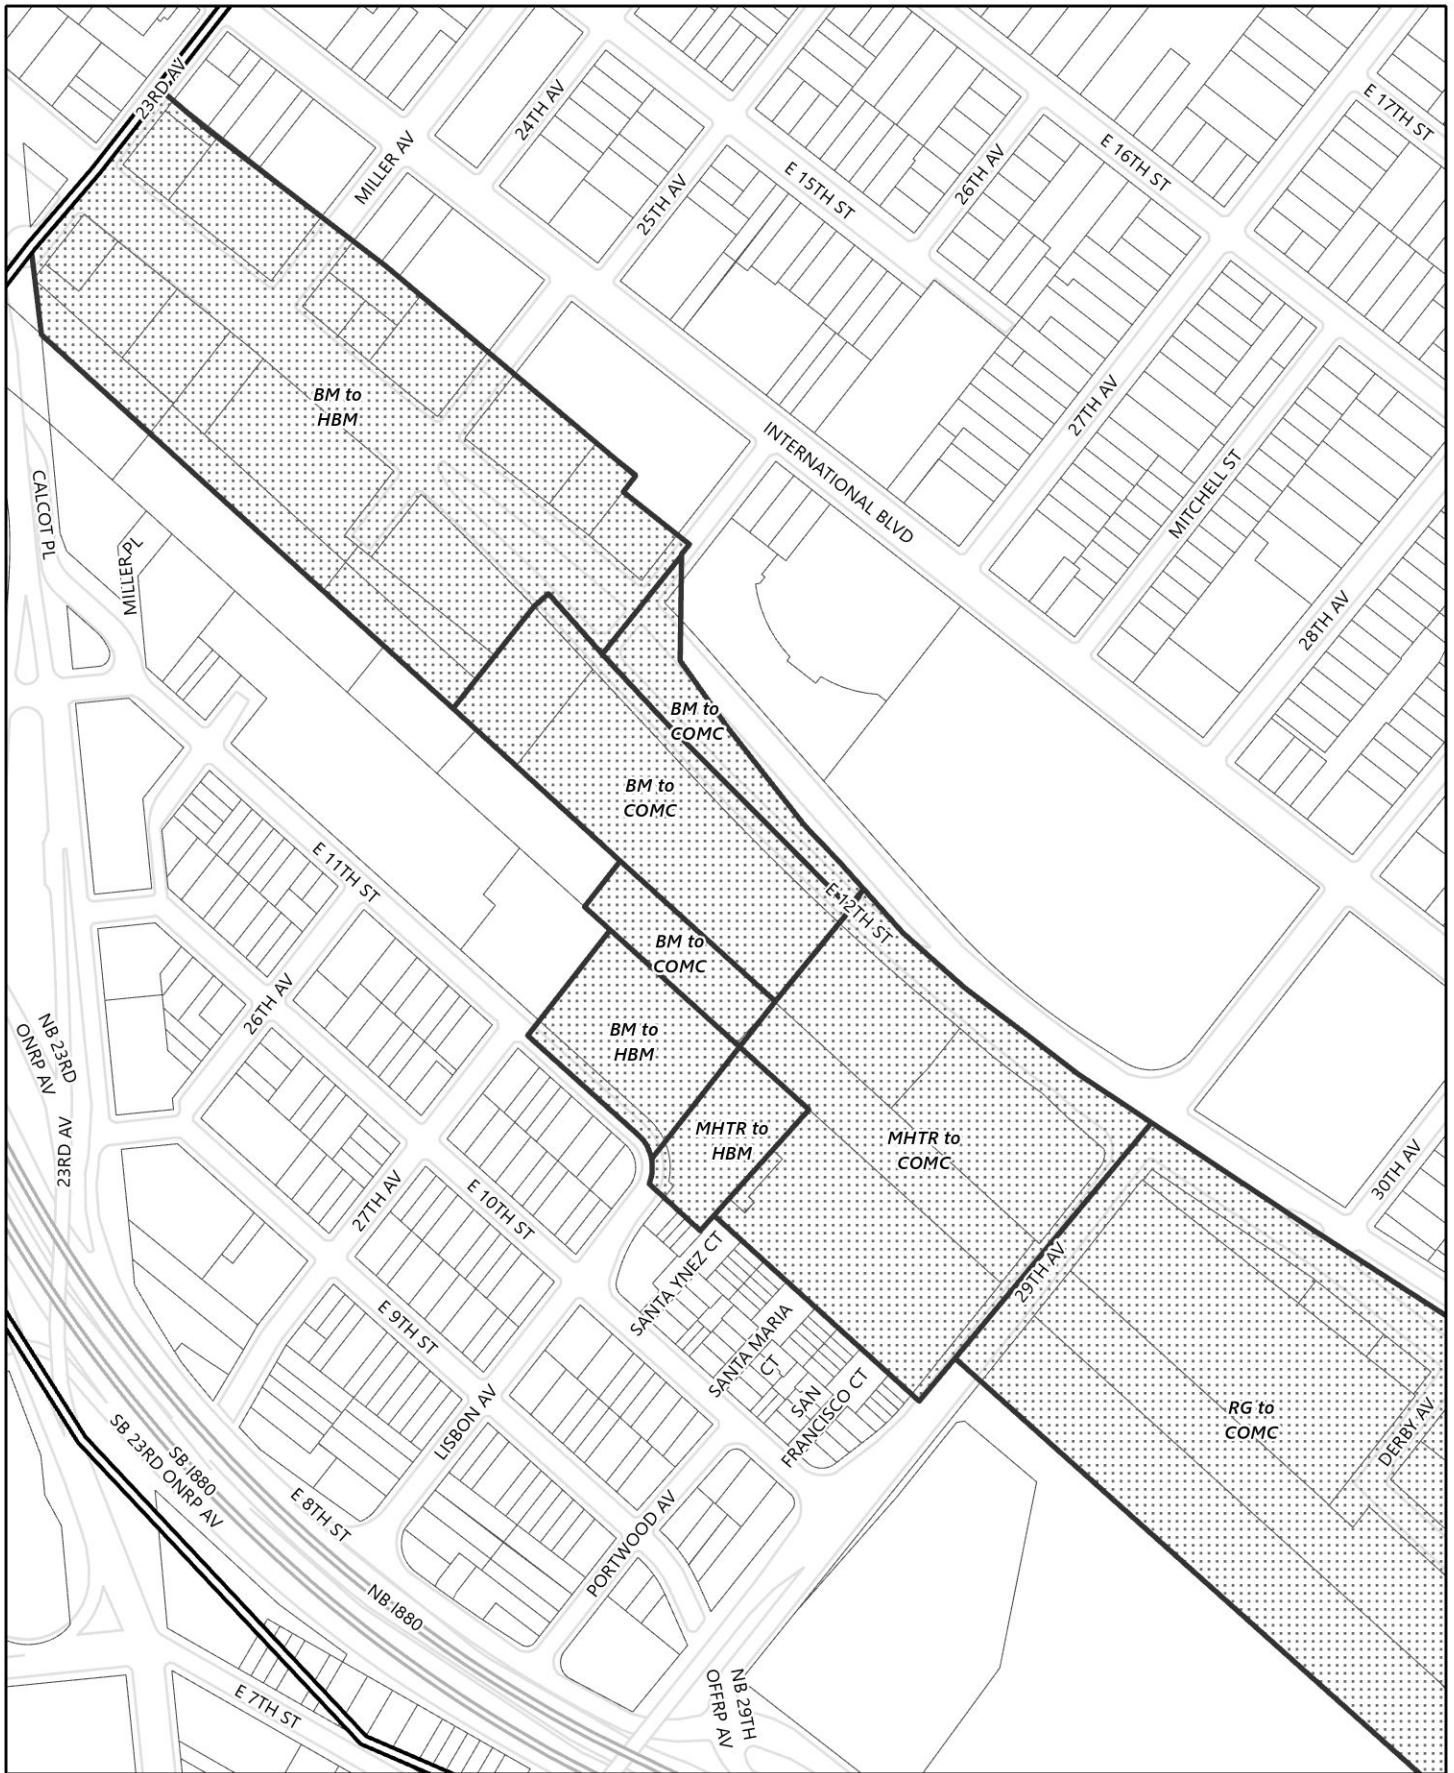 23RD AV
MILLER AV
24TH AV
25TH AV
E 15TH ST
26TH AV
E 16TH ST
E 17TH ST
BM to
HBM
INTERNATIONAL BLVD
27TH AV
MITCHELL ST
28TH AV
CALCOT PL
MILLER PL
BM to
COMC
BM to
COMC
E 11TH ST
E 12TH ST
BM to
COMC
26TH AV
NB 23RD
ONRP AV
BM to
HBM
23RD AV
MHTR to
HBM
MHTR to
COMC
30TH AV
27TH AV
E 10TH ST
SANTA YNEZ CT
29TH AV
E 9TH ST
SANTA MARIA
CT
SAN
FRANCISCO CT
RG to
COMC
DERBY AV
LISBON AV
SB I880
SB 23RD ONRP AV
E 8TH ST
PORTWOOD AV
NB I880
E 7TH ST
NB 29TH
OFFRP AV